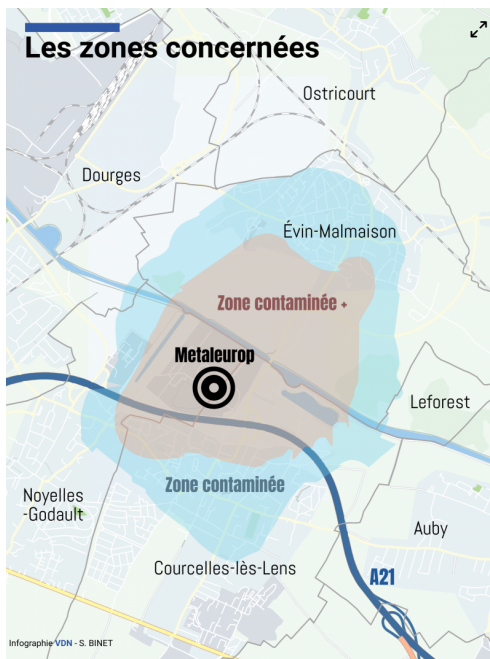 Les zones concernées
Ostricourt
Dourges
Évin-Malmaison
Zone contaminée +
Metaleurop
Leforest
Zone contaminée
Noyelles
-Godault
Auby
Courcelles-lès-Lens
A21
Infographie VDN - S. BINET